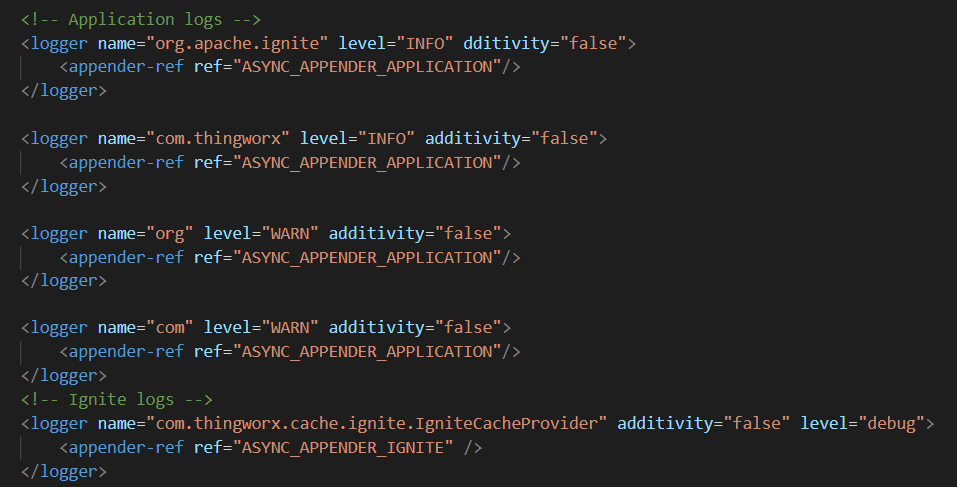 <!-- Application logs -->
<logger name="org.apache.ignite" level="INFO" dditivity="false">
<appender-ref ref="ASYNC_APPENDER_APPLICATION"/>
</logger>
<logger name="com.thingworx" level="INFO" additivity="false">
<appender-ref ref="ASYNC_APPENDER_APPLICATION"/>
</logger>
<logger name="org" level="WARN" additivity="false">
<appender-ref ref="ASYNC_APPENDER_APPLICATION"/>
</logger>
<logger name="com" level="WARN" additivity="false">
<appender-ref ref="ASYNC_APPENDER_APPLICATION"/>
</logger>
<!-- Ignite logs -->
<logger name="com.thingworx.cache.ignite.IgniteCacheProvider" additivity="false" level="debug">
<appender-ref ref="ASYNC_APPENDER_IGNITE" />
</logger>